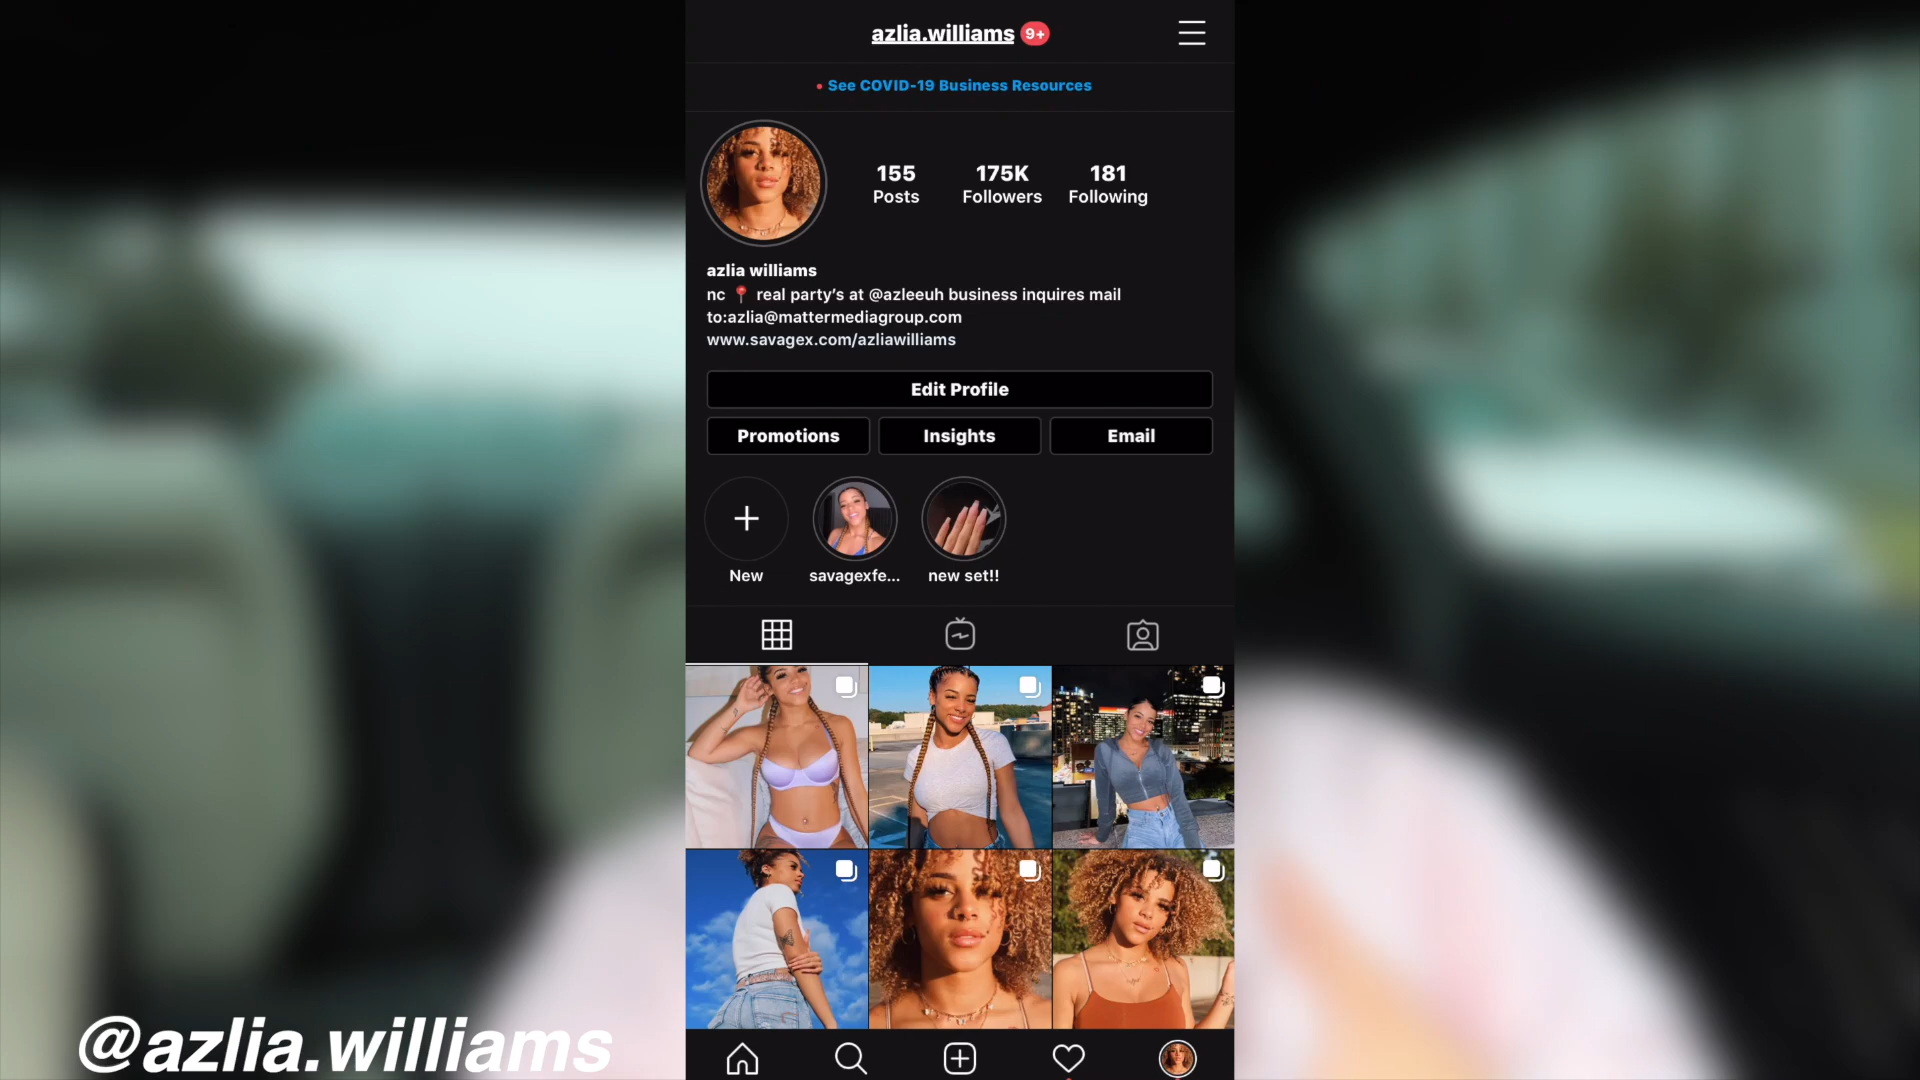 azlia.williams 9+
See COVID-19 Business Resources
155 175K 181
Posts Followers Following
azlia williams
nc 📍 real party’s at @azleeuh business inquires mail
to:azlia@mattermediagroup.com
www.savagex.com/azliawilliams
Edit Profile
Promotions Insights Email
New savagexfe... new set!!
@azlia.williams